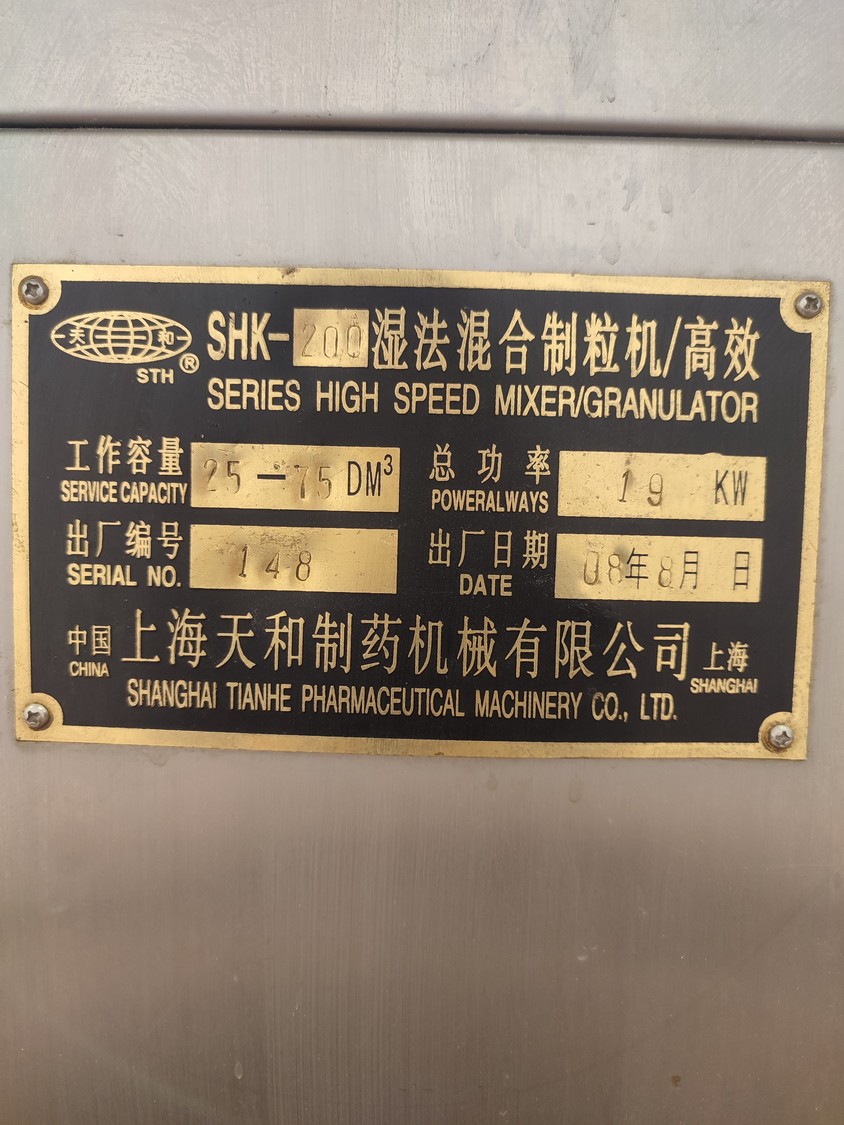 天 和
STH ®
SHK-200湿法混合制粒机/高效
SERIES HIGH SPEED MIXER/GRANULATOR
工作容量 25-75 DM³ 总功率 19 KW
SERVICE CAPACITY POWERALWAYS
出厂编号 148 出厂日期 08年8月 日
SERIAL NO. DATE
中国 上海天和制药机械有限公司 上海
CHINA SHANGHAI TIANHE PHARMACEUTICAL MACHINERY CO., LTD. SHANGHAI